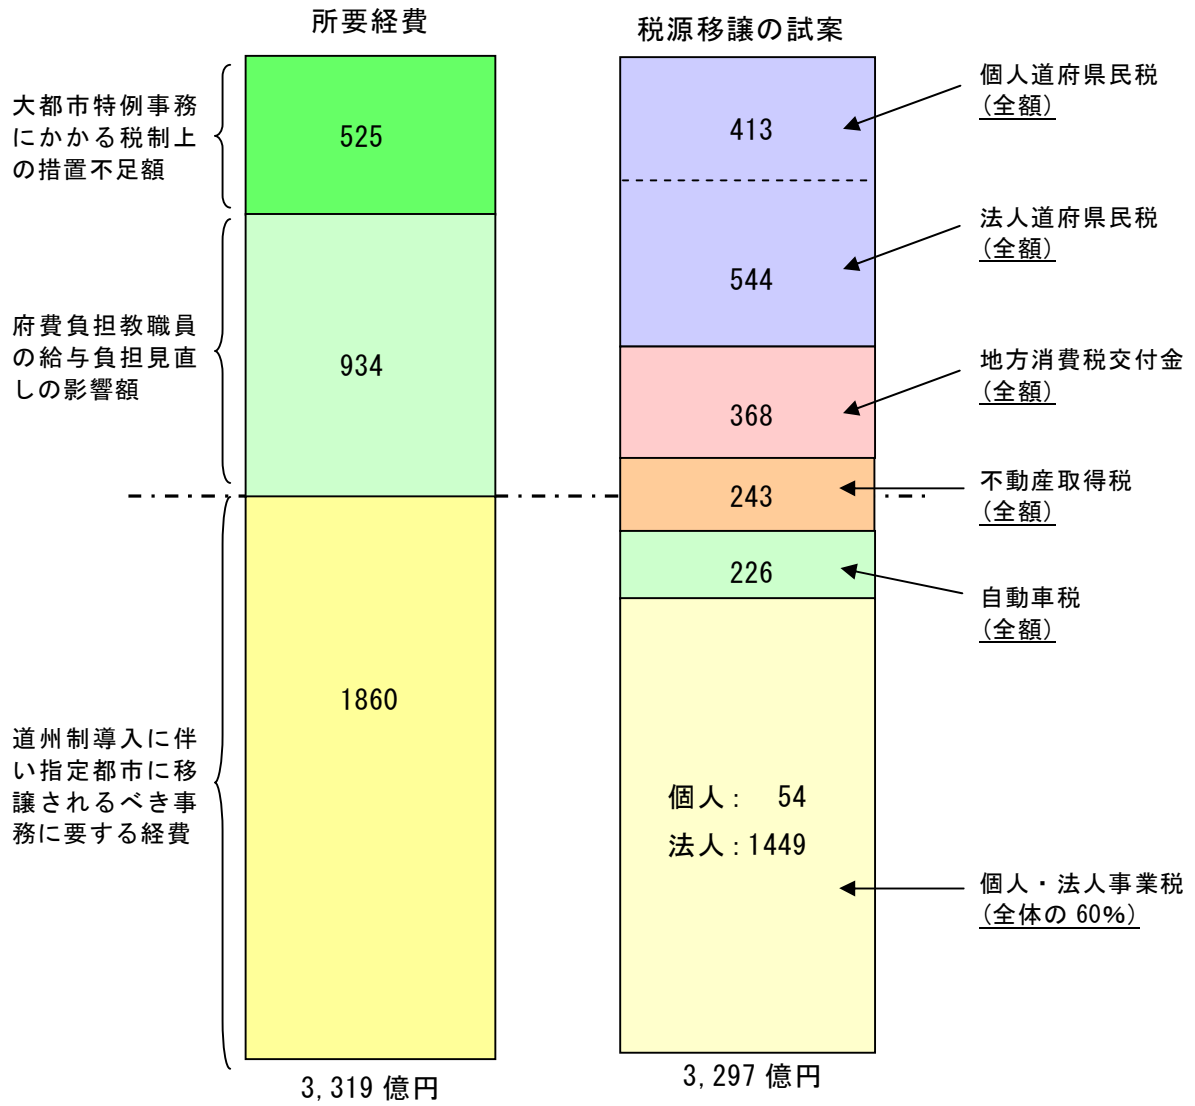 所要経費
大都市特例事務
にかかる税制上
の措置不足額
525
府費負担教職員
の給与負担見直
しの影響額
934
道州制導入に伴
い指定都市に移
譲されるべき事
務に要する経費
1860
3,319 億円
税源移譲の試案
413
個人道府県民税
(全額)
544
法人道府県民税
(全額)
368
地方消費税交付金
(全額)
243
不動産取得税
(全額)
226
自動車税
(全額)
個人: 54
法人:1449
個人・法人事業税
(全体の 60%)
3,297 億円